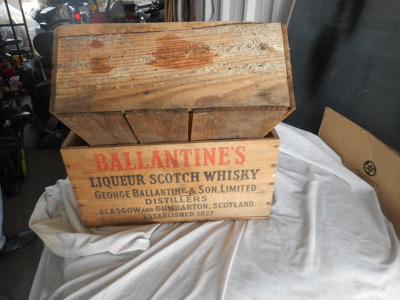 BALLANTINE'S
LIQUEUR SCOTCH WHISKY
GEORGE BALLANTINE & SON, LIMITED
DISTILLERS
GLASGOW AND DUMBARTON, SCOTLAND.
ESTABLISHED 1827